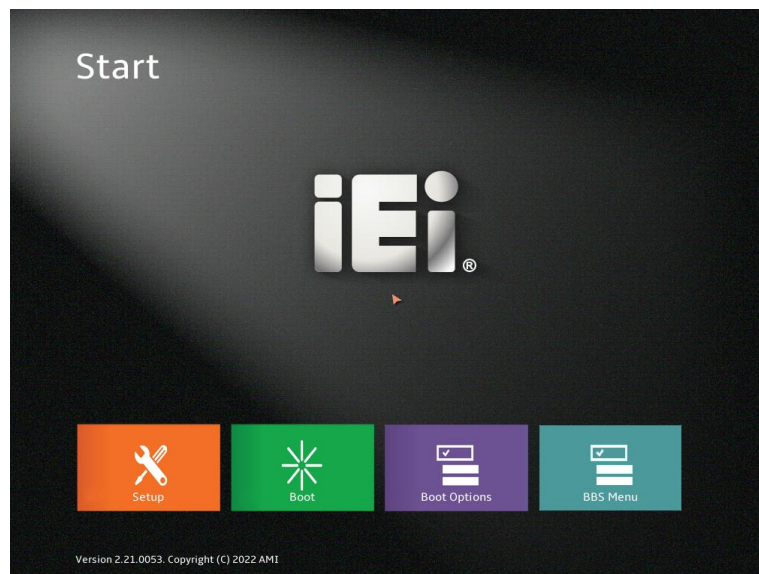 Start
iEi®
Setup
Boot
Boot Options
BBS Menu
Version 2.21.0053. Copyright (C) 2022 AMI